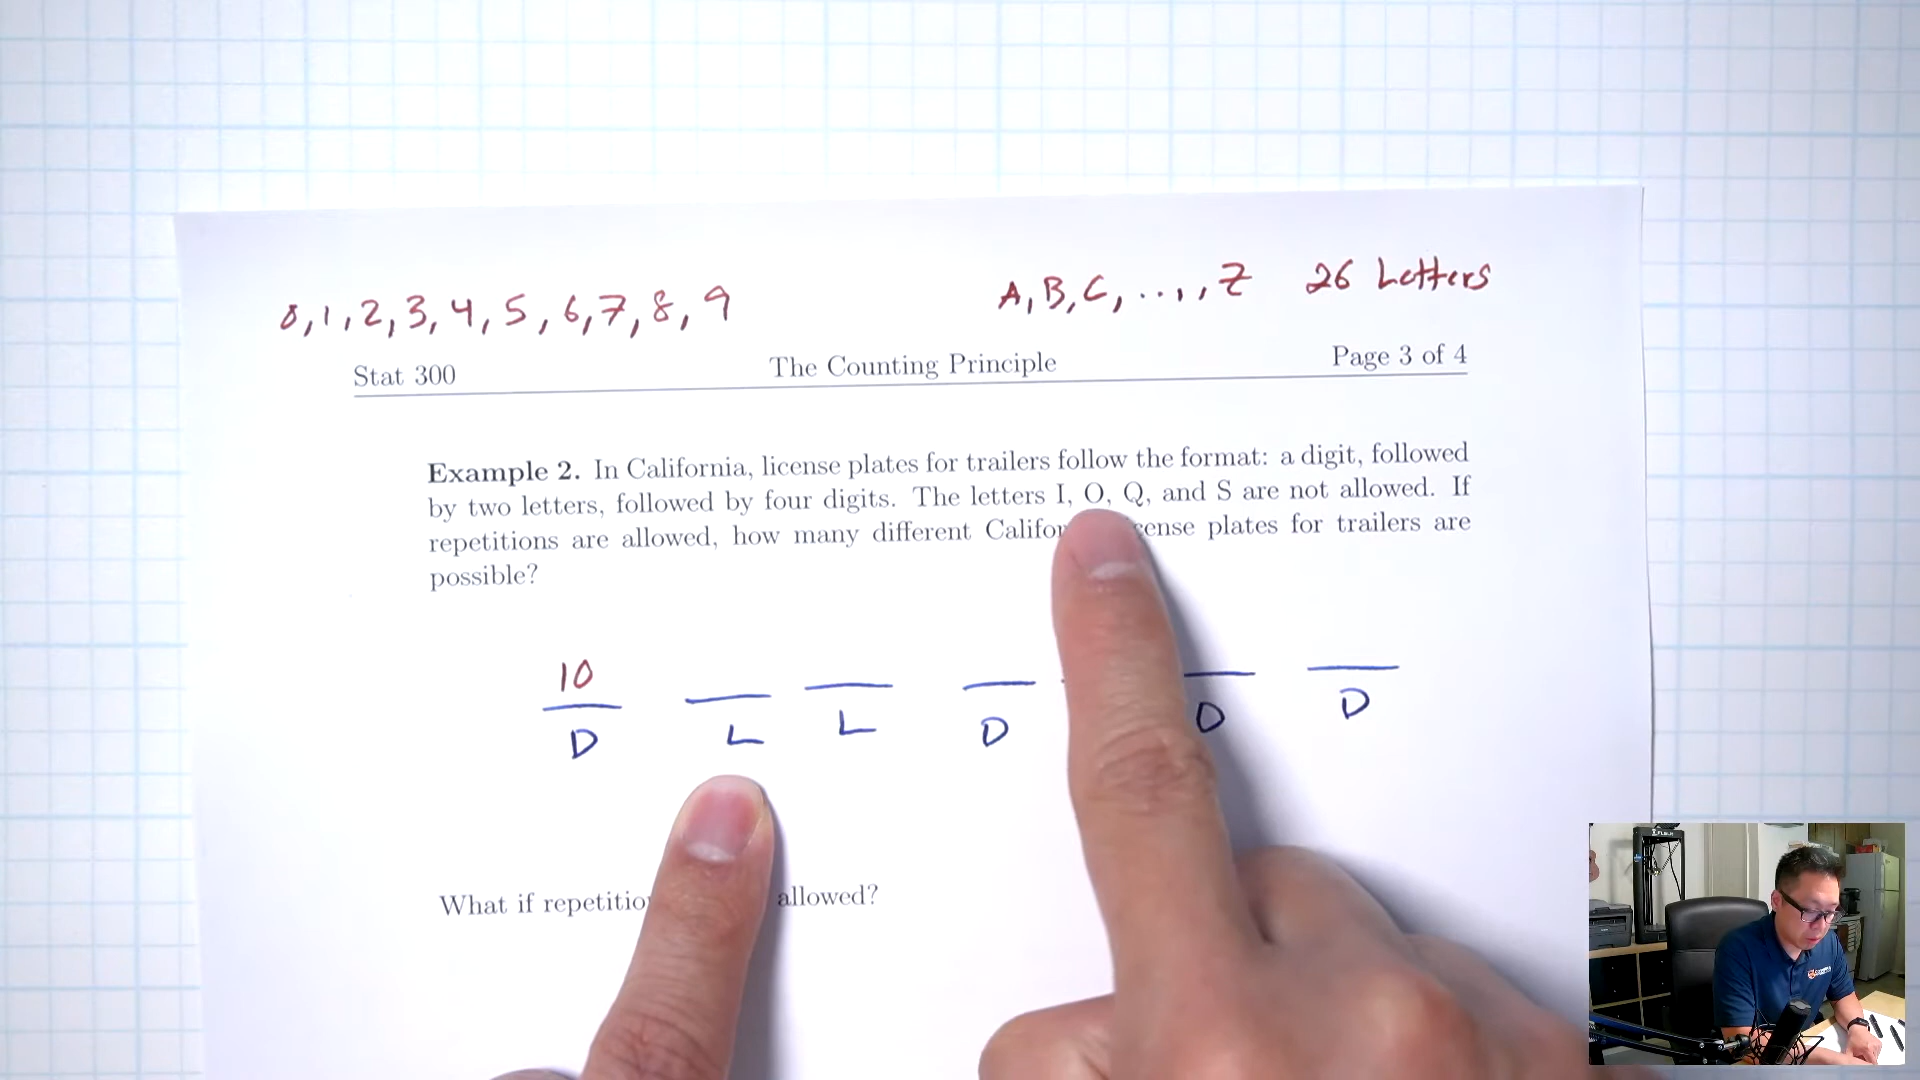 0, 1, 2, 3, 4, 5, 6, 7, 8, 9
A, B, C, ..., Z 26 Letters
Stat 300 The Counting Principle Page 3 of 4
Example 2. In California, license plates for trailers follow the format: a digit, followed
by two letters, followed by four digits. The letters I, O, Q, and S are not allowed. If
repetitions are allowed, how many different plates for trailers are
possible?
10
D L L D D D
What if allowed?